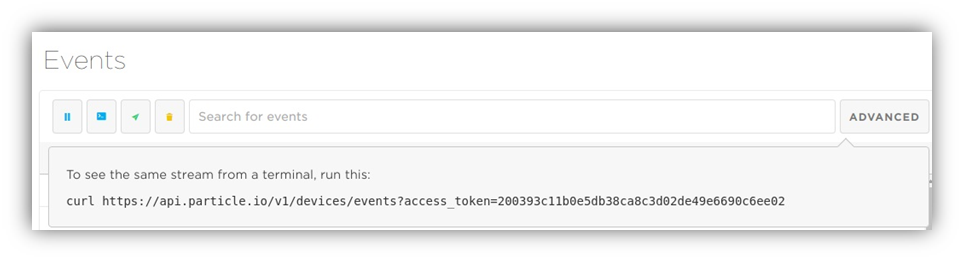 Events
Search for events
ADVANCED
To see the same stream from a terminal, run this:
curl https://api.particle.io/v1/devices/events?access_token=200393c11b0e5db38ca8c3d02de49e6690c6ee02